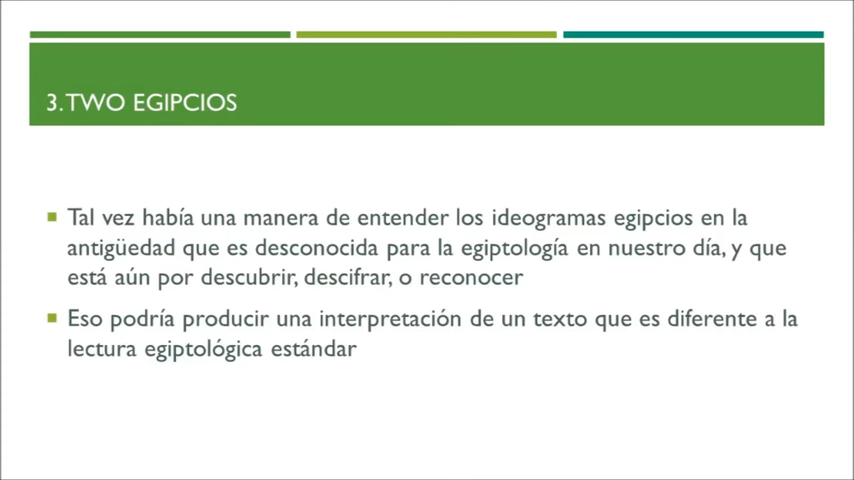 3. TWO EGIPCIOS
Tal vez había una manera de entender los ideogramas egipcios en la
antigüedad que es desconocida para la egiptología en nuestro día, y que
está aún por descubrir, descifrar, o reconocer
Eso podría producir una interpretación de un texto que es diferente a la
lectura egiptológica estándar